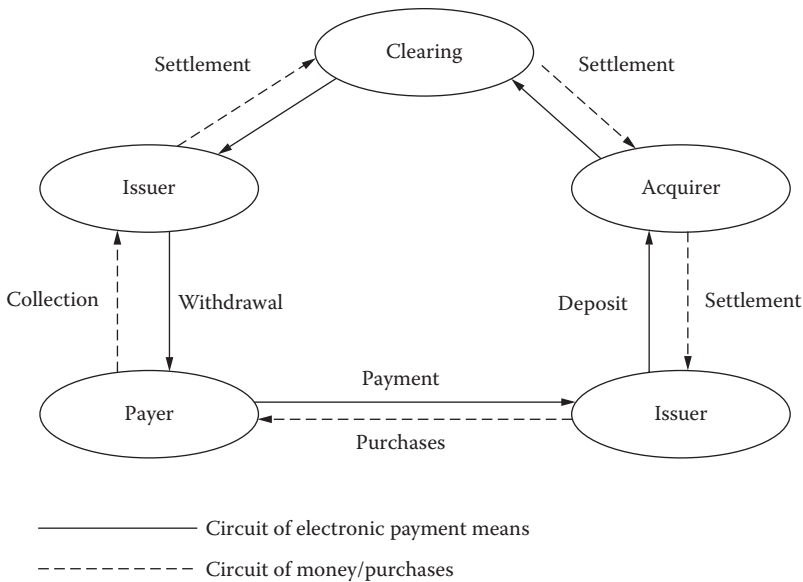 Clearing
Settlement
Settlement
Issuer
Acquirer
Collection
Withdrawal
Deposit
Settlement
Payment
Payer
Issuer
Purchases
Circuit of electronic payment means
Circuit of money/purchases